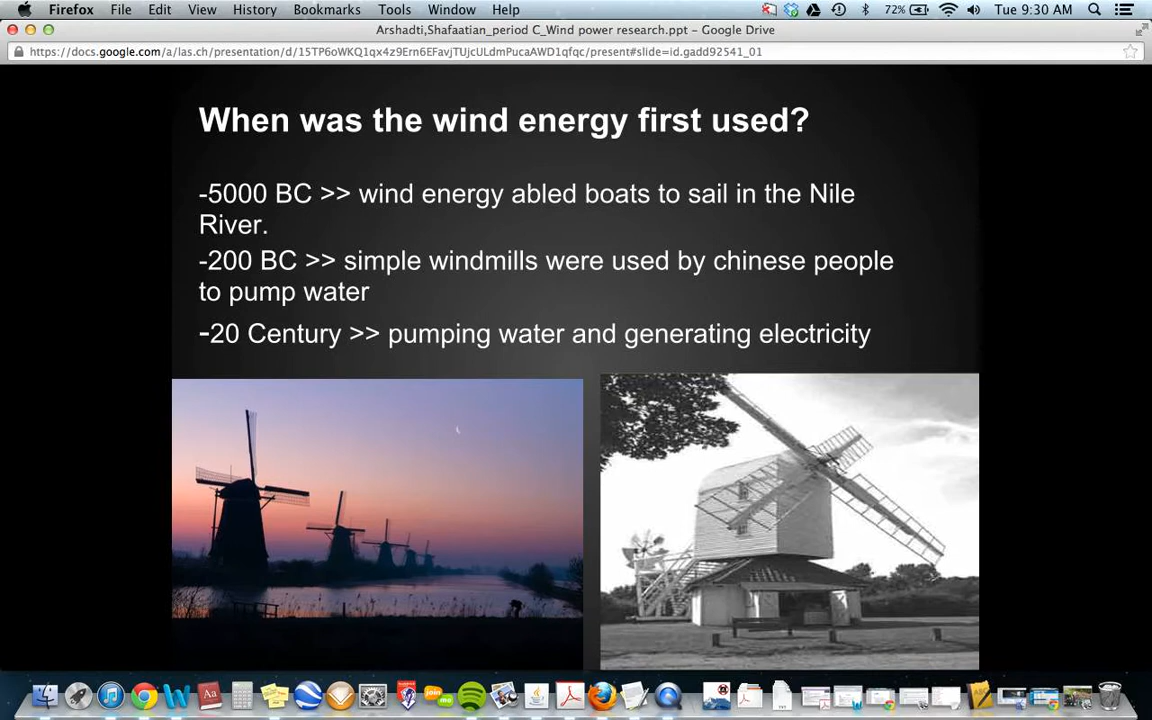 Firefox File Edit View History Bookmarks Tools Window Help 72% Tue 9:30 AM
Arshadti,Shafaatian_period C_Wind power research.ppt - Google Drive
https://docs.google.com/a/las.ch/presentation/d/15TP6oWKQ1qx4z9Ern6EFavjTUjcULdmPucaAWD1qfqc/present#slide=id.gadd92541_01
When was the wind energy first used?
-5000 BC >> wind energy abled boats to sail in the Nile
River.
-200 BC >> simple windmills were used by chinese people
to pump water
-20 Century >> pumping water and generating electricity